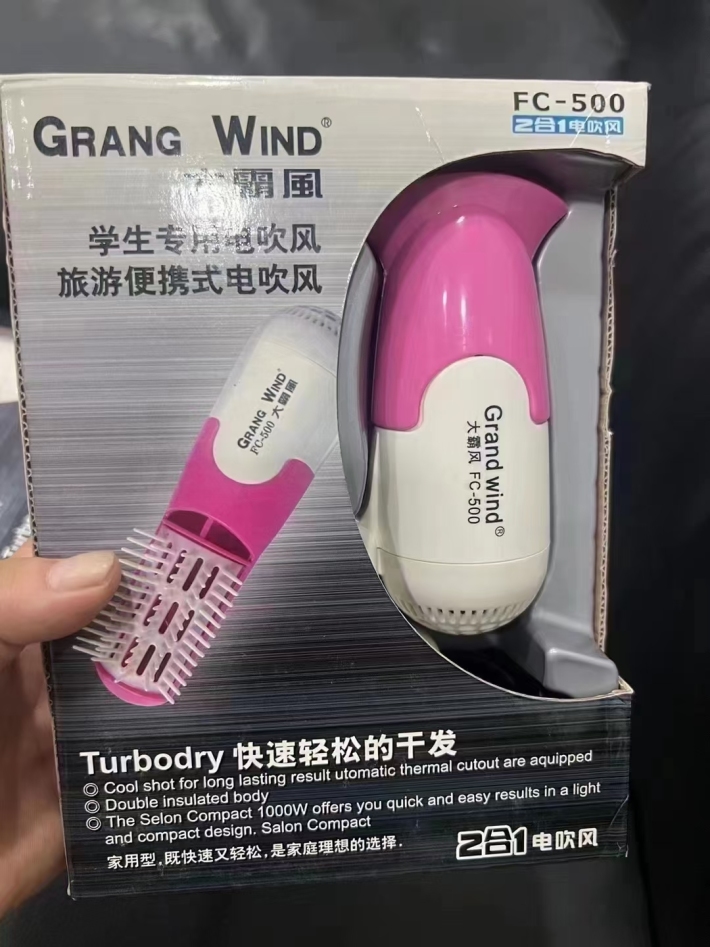 FC-500
2合1电吹风
GRANG WIND®
霸風
学生专用电吹风
旅游便携式电吹风
GRANG WIND®
FC-500 大霸風
Grand wind®
大霸风 FC-500
Turbodry 快速轻松的干发
◎ Cool shot for long lasting result utomatic thermal cutout are aquipped
◎ Double insulated body
◎ The Selon Compact 1000W offers you quick and easy results in a light
and compact design. Salon Compact
家用型,既快速又轻松,是家庭理想的选择.
2合1电吹风